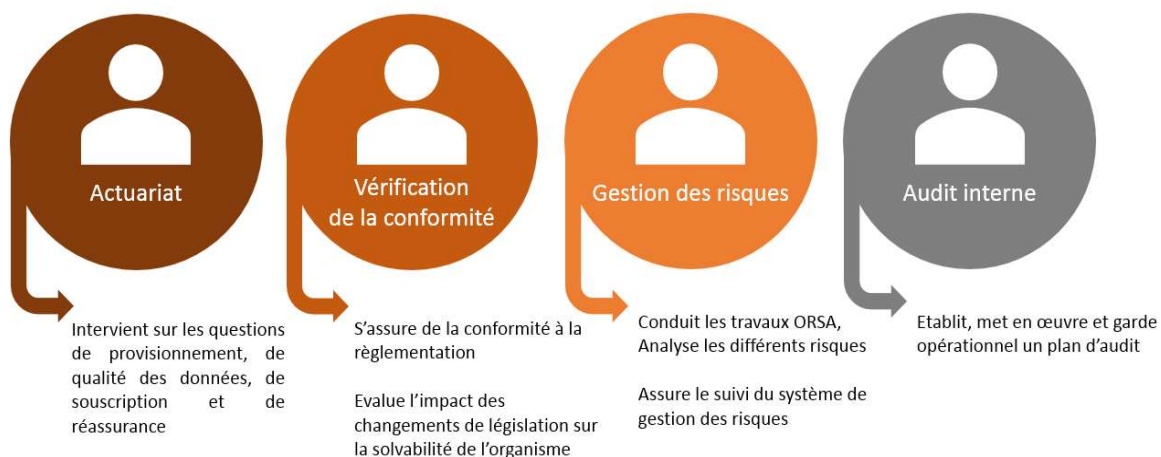 Actuariat
Vérification
de la conformité
Gestion des risques
Audit interne
Intervient sur les questions
de provisionnement, de
qualité des données, de
souscription et de
réassurance
S’assure de la conformité à la
règlementation
Evalue l’impact des
changements de législation sur
la solvabilité de l’organisme
Conduit les travaux ORSA,
Analyse les différents risques
Assure le suivi du système de
gestion des risques
Etablit, met en œuvre et garde
opérationnel un plan d’audit